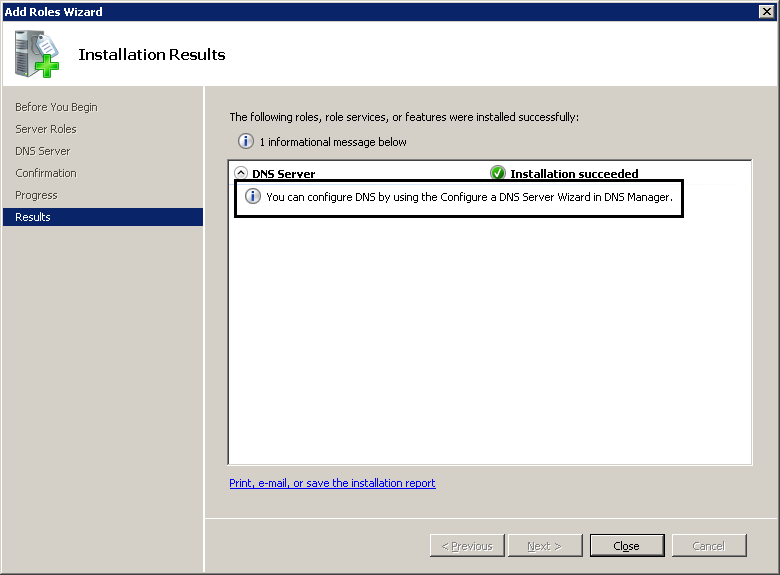 Add Roles Wizard
Installation Results
Before You Begin
Server Roles
DNS Server
Confirmation
Progress
Results
The following roles, role services, or features were installed successfully:
1 informational message below
DNS Server Installation succeeded
You can configure DNS by using the Configure a DNS Server Wizard in DNS Manager.
Print, e-mail, or save the installation report
< Previous Next > Close Cancel